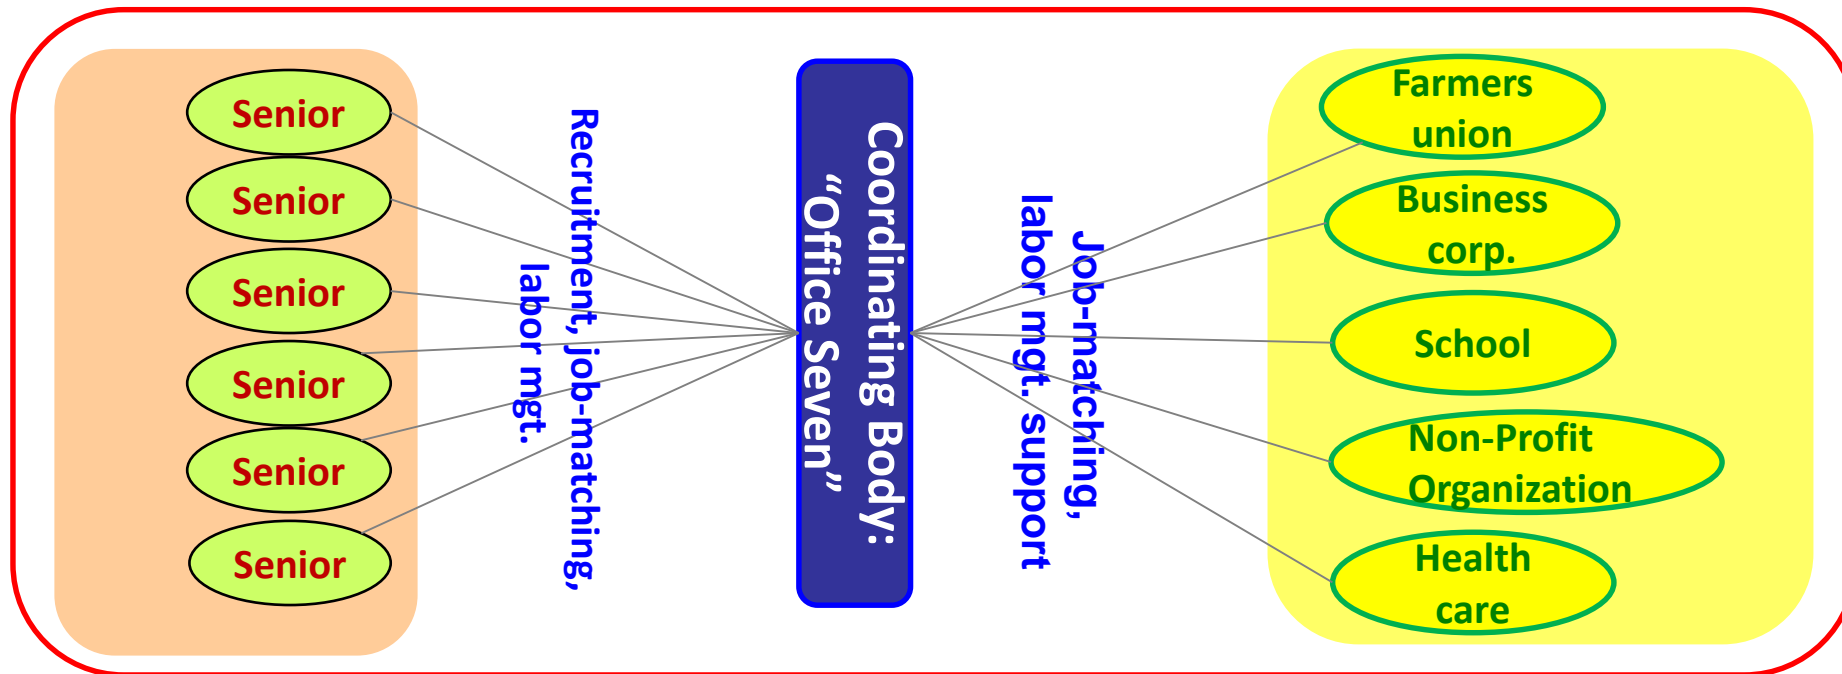 Senior
Senior
Senior
Senior
Senior
Senior
Recruitment, job-matching,
labor mgt.
Coordinating Body:
“Office Seven”
Job-matching,
labor mgt. support
Farmers
union
Business
corp.
School
Non-Profit
Organization
Health
care